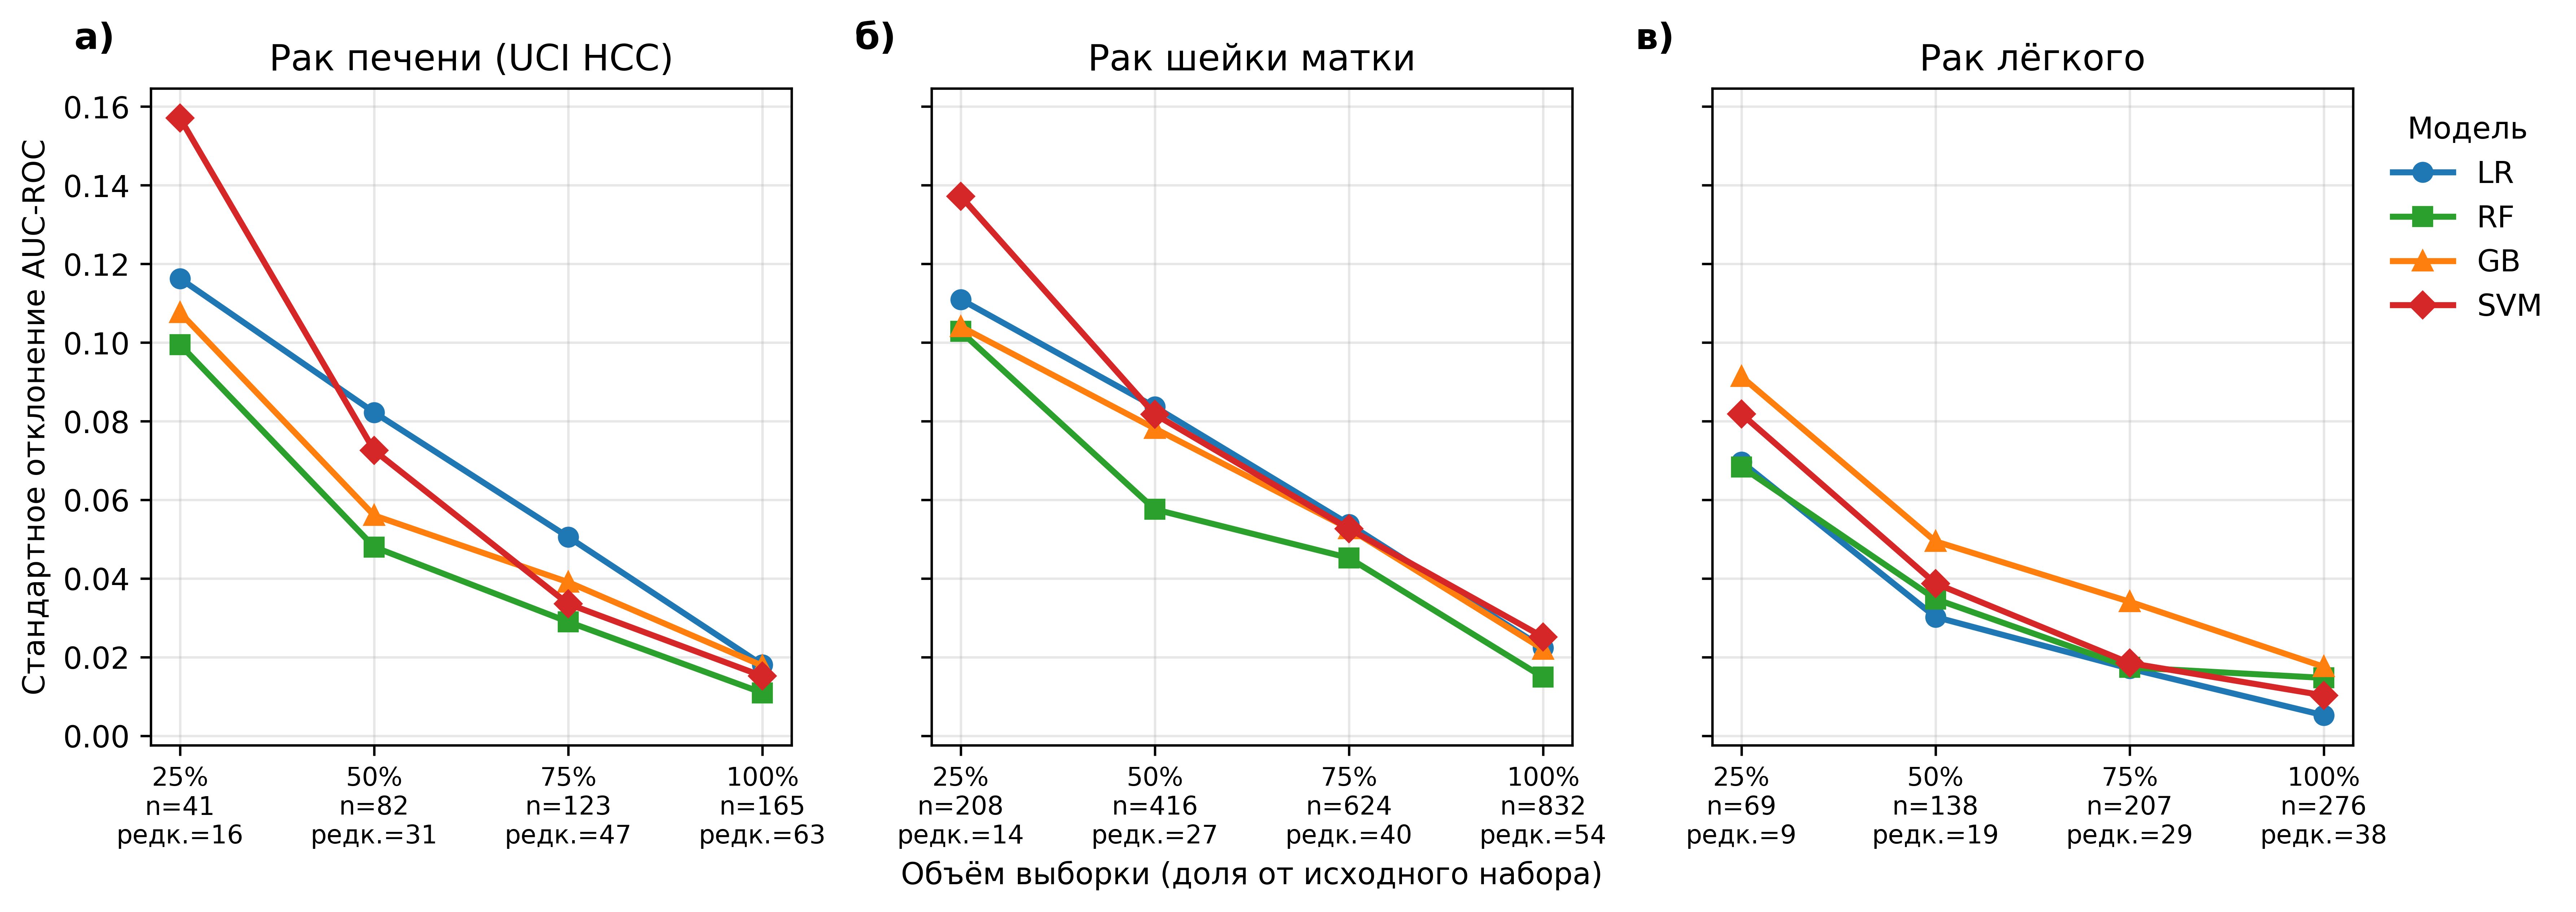 а)
Рак печени (UCI HCC)
Стандартное отклонение AUC-ROC
0.16
0.14
0.12
0.10
0.08
0.06
0.04
0.02
0.00
25% 50% 75% 100%
n=41 n=82 n=123 n=165
редк.=16 редк.=31 редк.=47 редк.=63
б)
Рак шейки матки
25% 50% 75% 100%
n=208 n=416 n=624 n=832
редк.=14 редк.=27 редк.=40 редк.=54
Объём выборки (доля от исходного набора)
в)
Рак лёгкого
25% 50% 75% 100%
n=69 n=138 n=207 n=276
редк.=9 редк.=19 редк.=29 редк.=38
Модель
LR
RF
GB
SVM